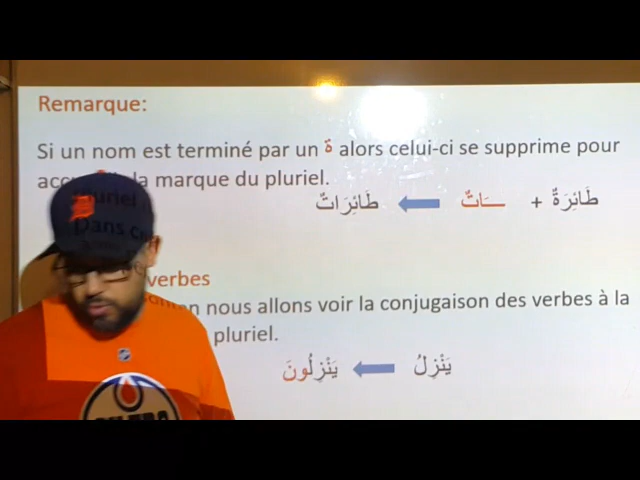 Remarque:
Si un nom est terminé par un ةٌ alors celui-ci se supprime pour
la marque du pluriel.
طَائِرَةٌ + ـَاتٌ طَائِرَاتٌ
verbes
nous allons voir la conjugaison des verbes à la
pluriel.
يَنْزِلُ يَنْزِلُونَ